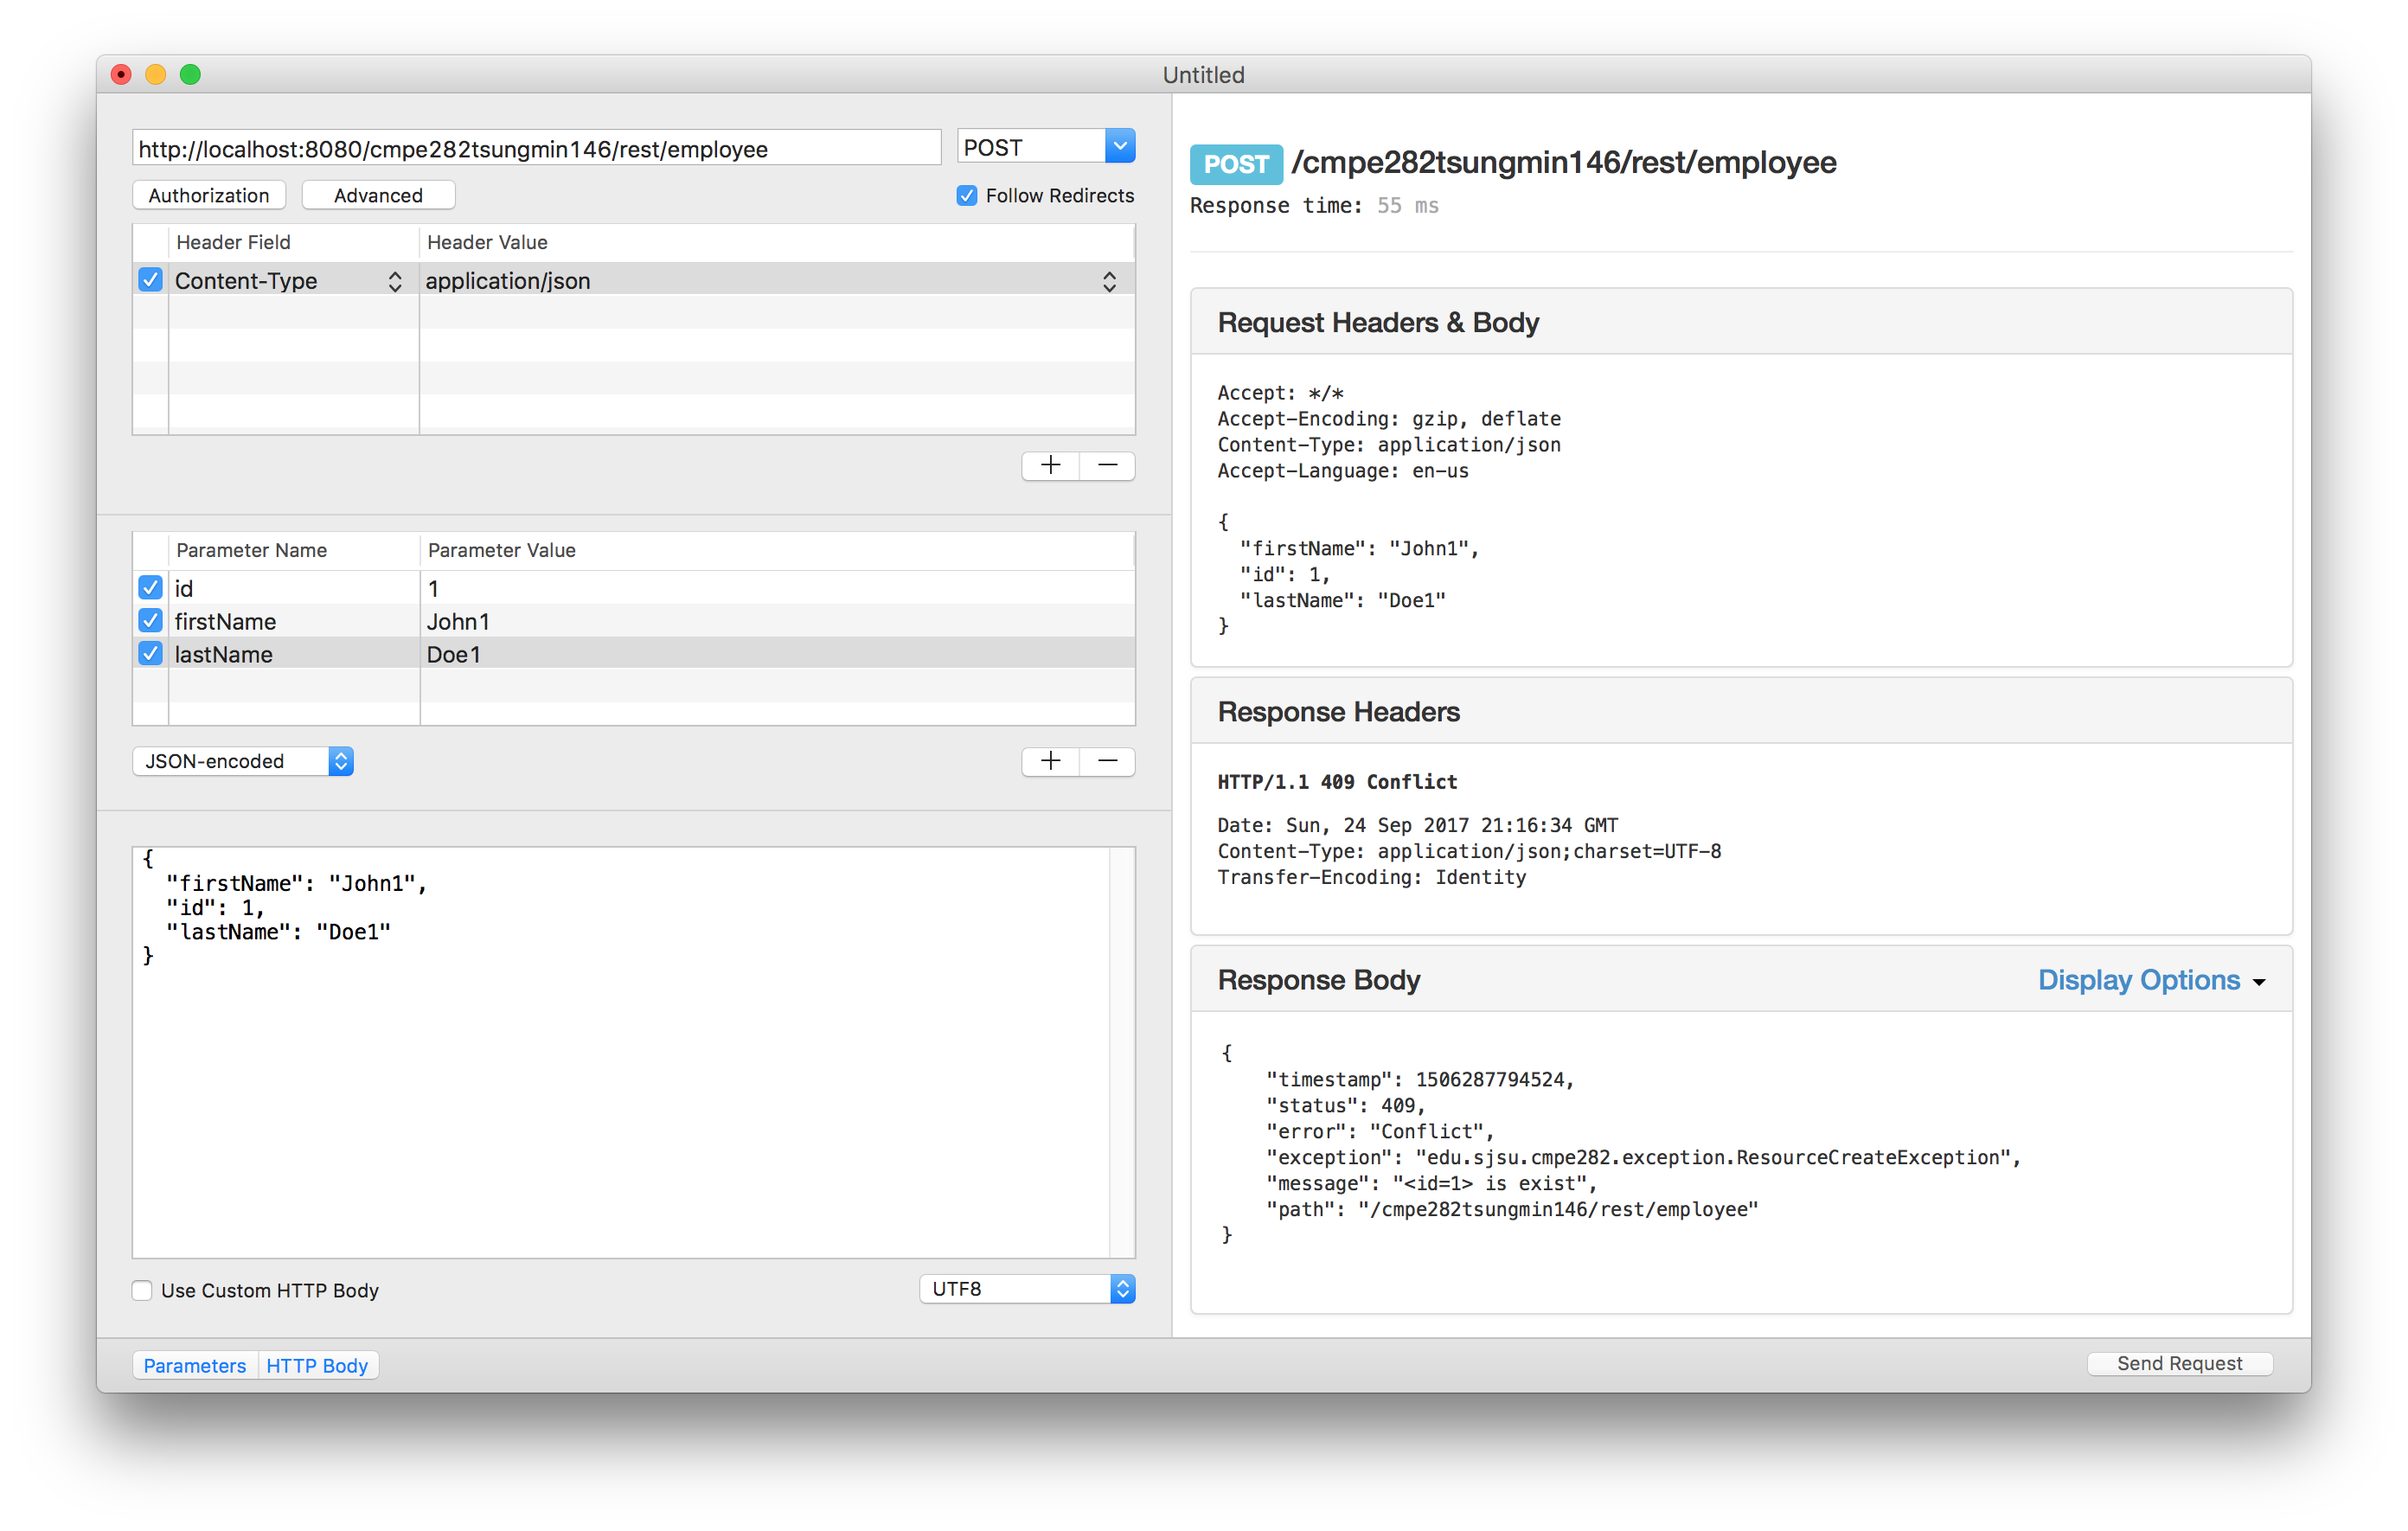 Untitled
http://localhost:8080/cmpe282tsungmin146/rest/employee
POST
Authorization
Advanced
Follow Redirects
Header Field
Header Value
Content-Type
application/json
+ −
Parameter Name
Parameter Value
id
1
firstName
John1
lastName
Doe1
JSON-encoded
+ −
{
"firstName": "John1",
"id": 1,
"lastName": "Doe1"
}
Use Custom HTTP Body
UTF8
Parameters
HTTP Body
POST /cmpe282tsungmin146/rest/employee
Response time: 55 ms
Request Headers & Body
Accept: */*
Accept-Encoding: gzip, deflate
Content-Type: application/json
Accept-Language: en-us
{
"firstName": "John1",
"id": 1,
"lastName": "Doe1"
}
Response Headers
HTTP/1.1 409 Conflict
Date: Sun, 24 Sep 2017 21:16:34 GMT
Content-Type: application/json;charset=UTF-8
Transfer-Encoding: Identity
Response Body
Display Options
{
"timestamp": 1506287794524,
"status": 409,
"error": "Conflict",
"exception": "edu.sjsu.cmpe282.exception.ResourceCreateException",
"message": "<id=1> is exist",
"path": "/cmpe282tsungmin146/rest/employee"
}
Send Request